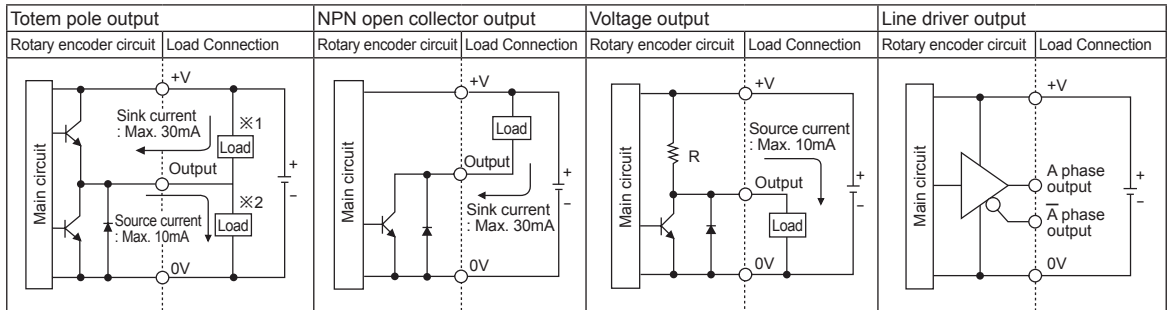 Totem pole output
Rotary encoder circuit
Load Connection
Main circuit
+V
Sink current
: Max. 30mA
※1
Load
Output
※2
Source current
: Max. 10mA
Load
0V
+
−
NPN open collector output
Rotary encoder circuit
Load Connection
Main circuit
+V
Load
Output
Sink current
: Max. 30mA
0V
+
−
Voltage output
Rotary encoder circuit
Load Connection
Main circuit
+V
Source current
: Max. 10mA
R
Output
Load
0V
+
−
Line driver output
Rotary encoder circuit
Load Connection
Main circuit
+V
A phase
output
A̅ phase
output
0V
+
−